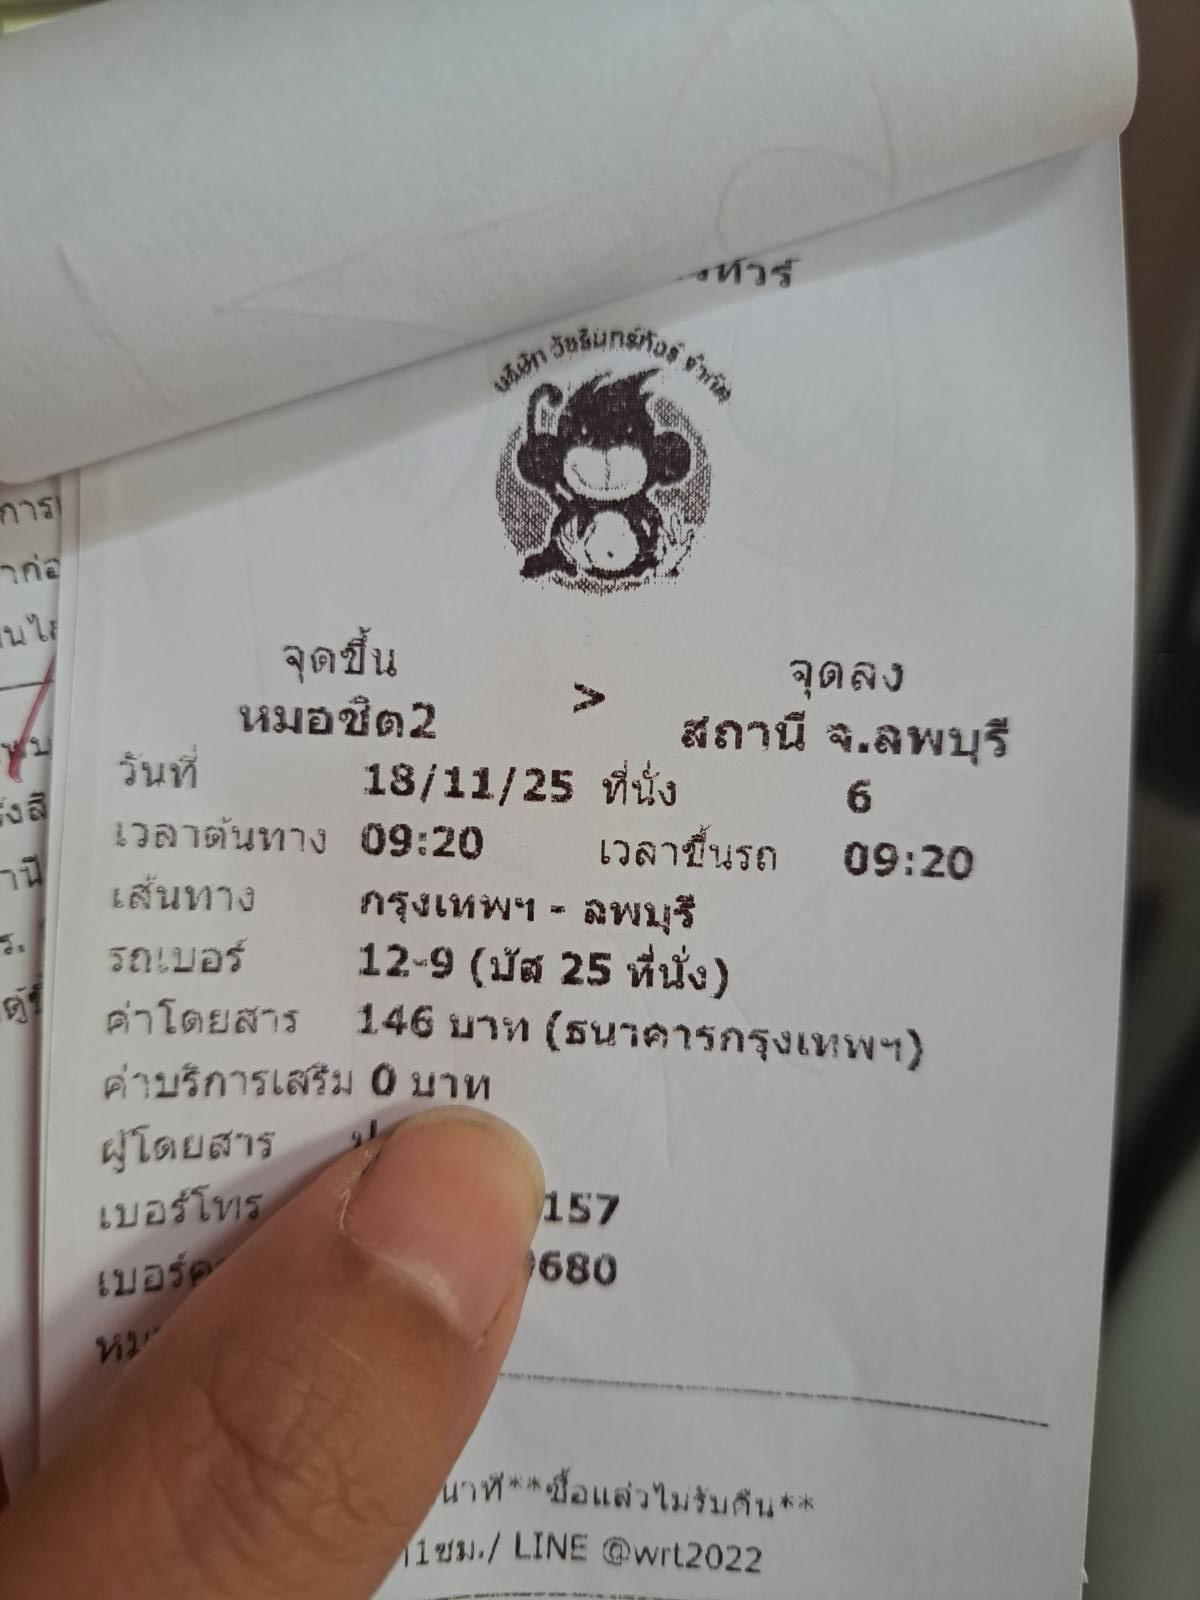 บริษัท วัชรินทร์ทัวร์ จำกัด
จุดขึ้น > จุดลง
หมอชิต2 สถานี จ.ลพบุรี
วันที่ 18/11/25 ที่นั่ง 6
เวลาต้นทาง 09:20 เวลาขึ้นรถ 09:20
เส้นทาง กรุงเทพฯ - ลพบุรี
รถเบอร์ 12-9 (บัส 25 ที่นั่ง)
ค่าโดยสาร 146 บาท (ธนาคารกรุงเทพฯ)
ค่าบริการเสริม 0 บาท
ผู้โดยสาร
เบอร์โทร 157
680
นาที**ซื้อแล้วไม่รับคืน**
1ชม./ LINE @wrt2022